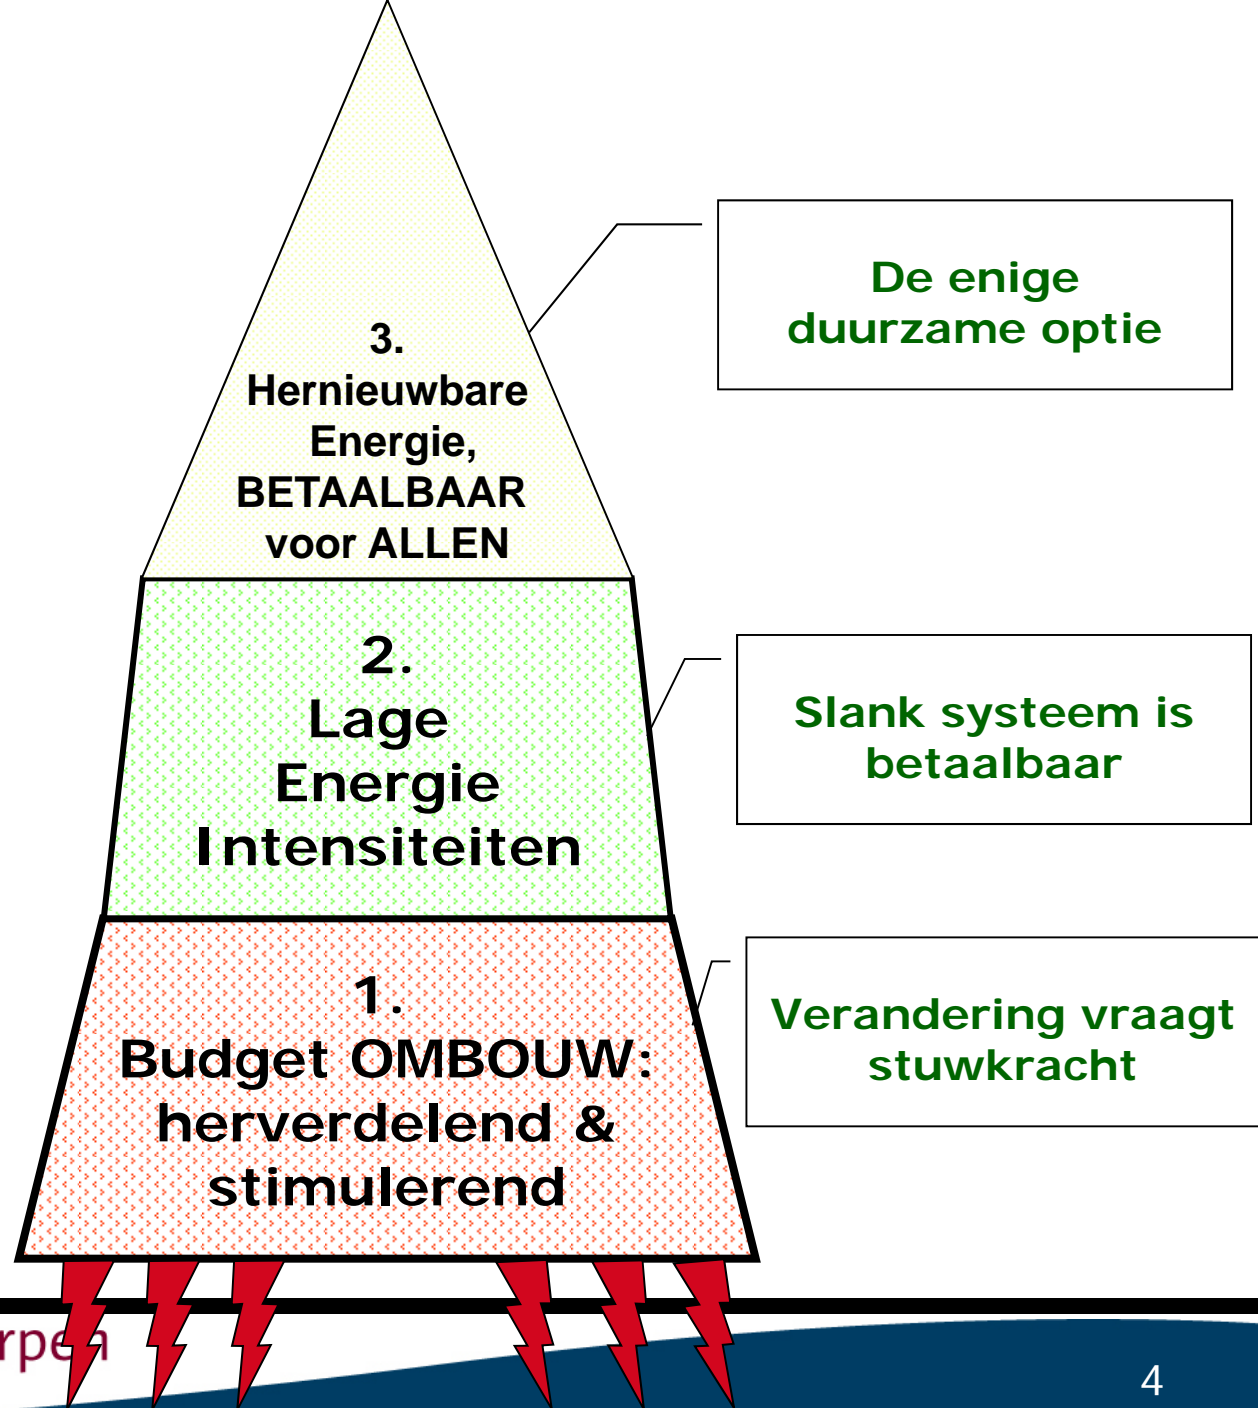 De enige
duurzame optie
3.
Hernieuwbare
Energie,
BETAALBAAR
voor ALLEN
2.
Lage
Energie
Intensiteiten
Slank systeem is
betaalbaar
1.
Budget OMBOUW:
herverdelend &
stimulerend
Verandering vraagt
stuwkracht
rpen
4